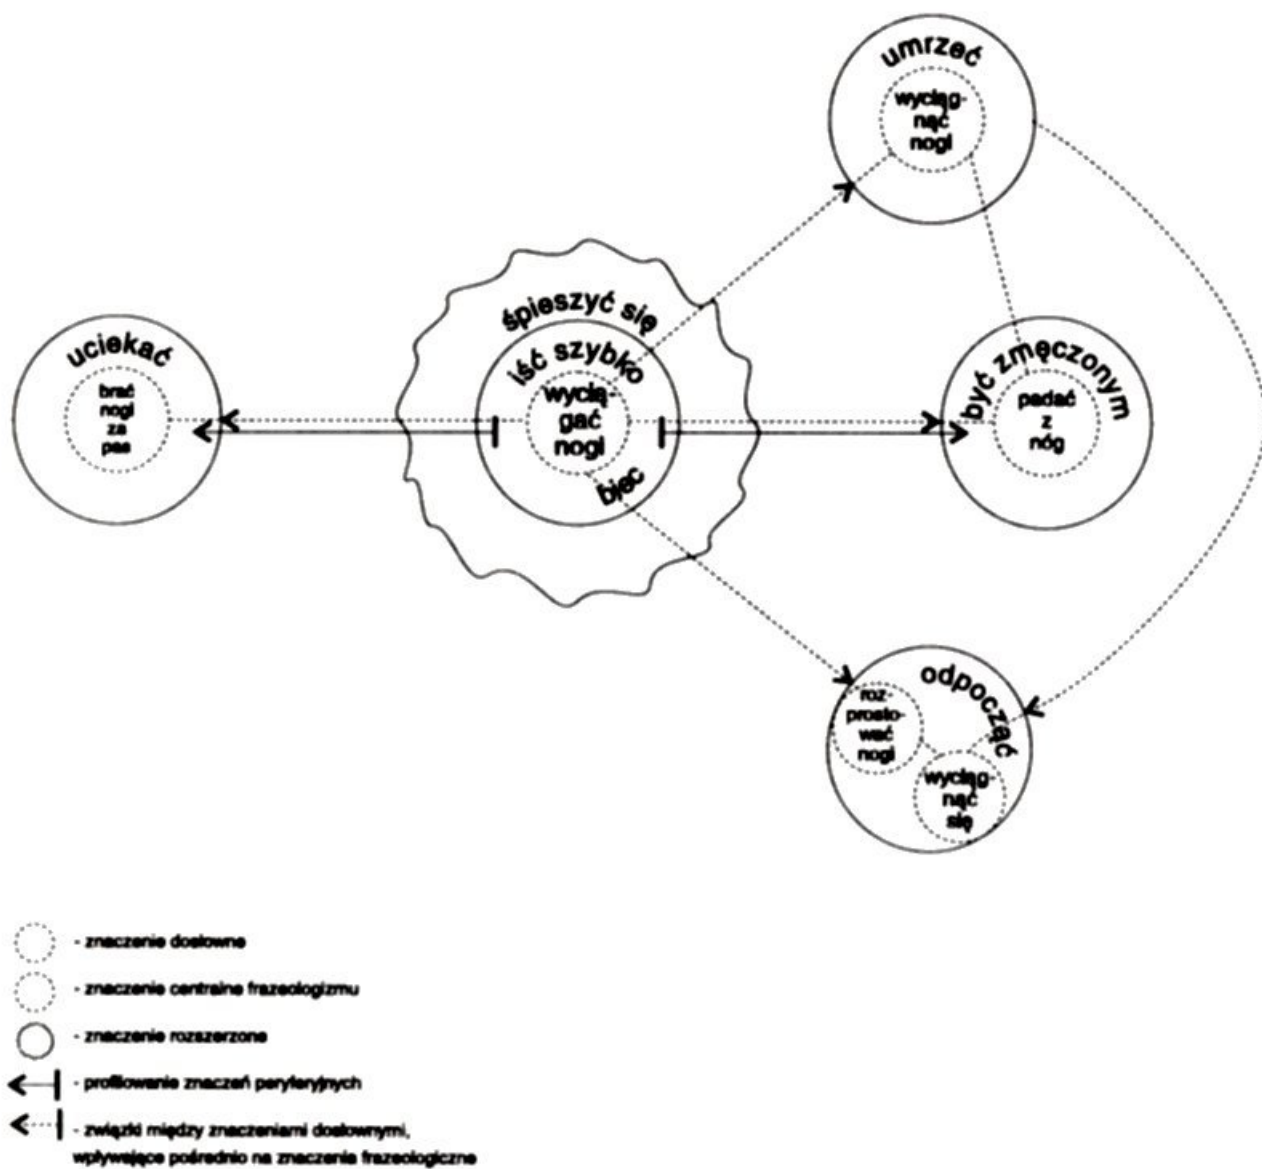 umrzeć
wyciąg-
nąć
nogi
śpieszyć się
iść szybko
wycią-
gać
nogi
biec
uciekać
brać
nogi
za
pas
być zmęczonym
padać
z
nóg
odpocząć
roz-
prosto-
wać
nogi
wyciąg-
nąć
się
- znaczenie dosłowne
- znaczenie centralne frazeologizmu
- znaczenie rozszerzone
- profilowanie znaczeń peryferyjnych
- związki między znaczeniami dosłownymi,
wpływające pośrednio na znaczenia frazeologiczne